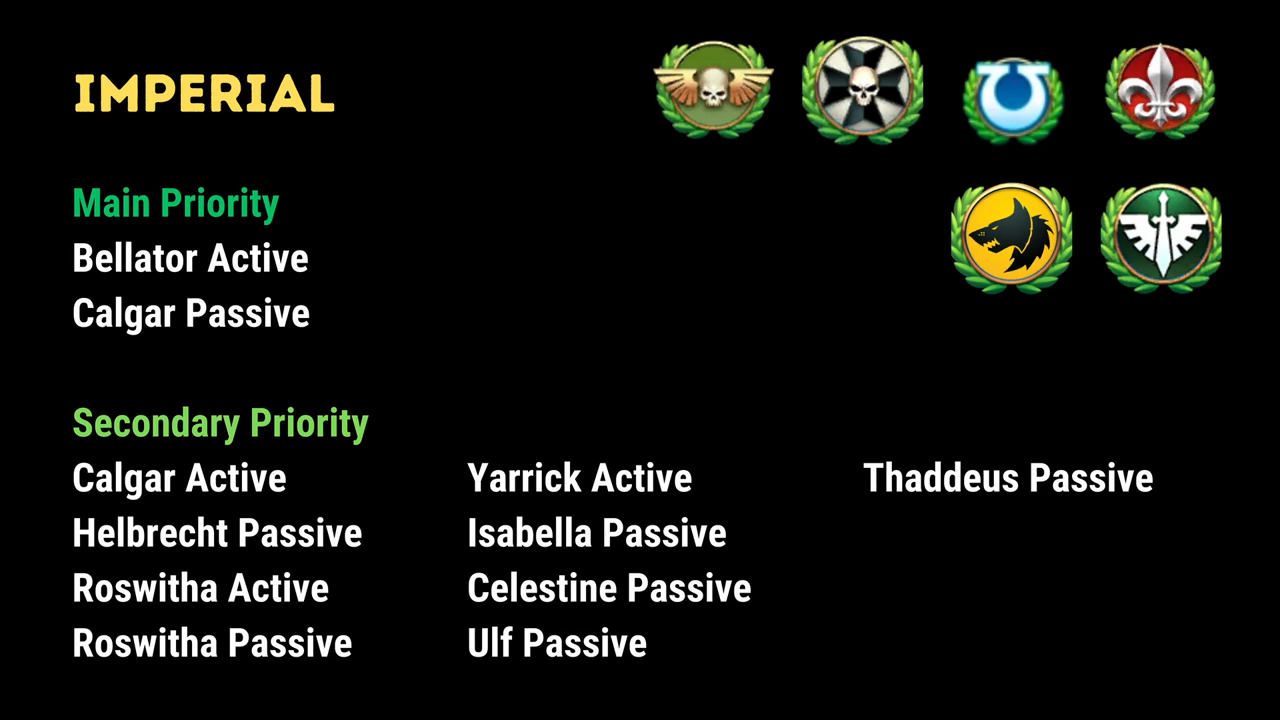 IMPERIAL
Main Priority
Bellator Active
Calgar Passive
Secondary Priority
Calgar Active
Helbrecht Passive
Roswitha Active
Roswitha Passive
Yarrick Active
Isabella Passive
Celestine Passive
Ulf Passive
Thaddeus Passive